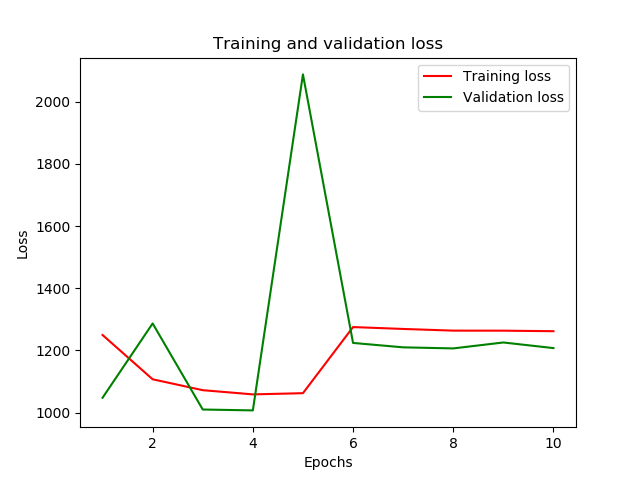 Training and validation loss
Training loss
Validation loss
2000
1800
1600
1400
1200
1000
Loss
2
4
6
8
10
Epochs